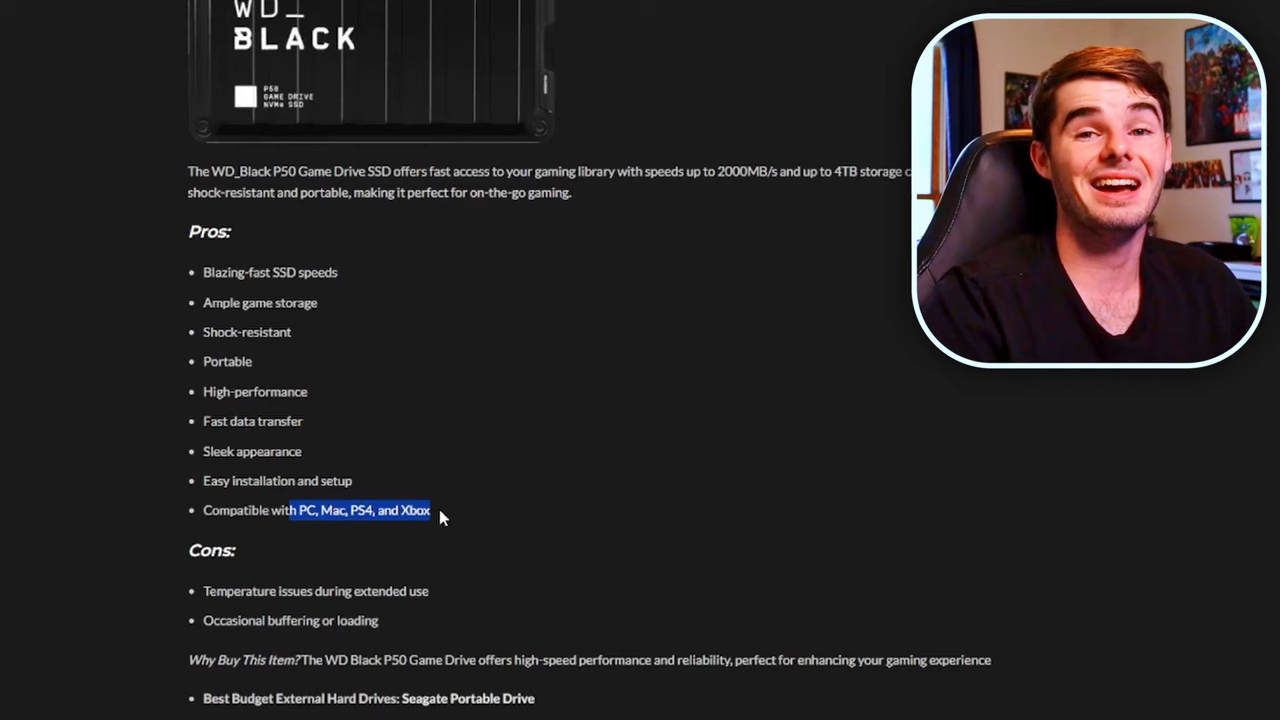 WD_
BLACK
P50
GAME DRIVE
NVMe SSD
The WD_Black P50 Game Drive SSD offers fast access to your gaming library with speeds up to 2000MB/s and up to 4TB storage
shock-resistant and portable, making it perfect for on-the-go gaming.
Pros:
• Blazing-fast SSD speeds
• Ample game storage
• Shock-resistant
• Portable
• High-performance
• Fast data transfer
• Sleek appearance
• Easy installation and setup
• Compatible with PC, Mac, PS4, and Xbox
Cons:
• Temperature issues during extended use
• Occasional buffering or loading
Why Buy This Item? The WD Black P50 Game Drive offers high-speed performance and reliability, perfect for enhancing your gaming experience
• Best Budget External Hard Drives: Seagate Portable Drive